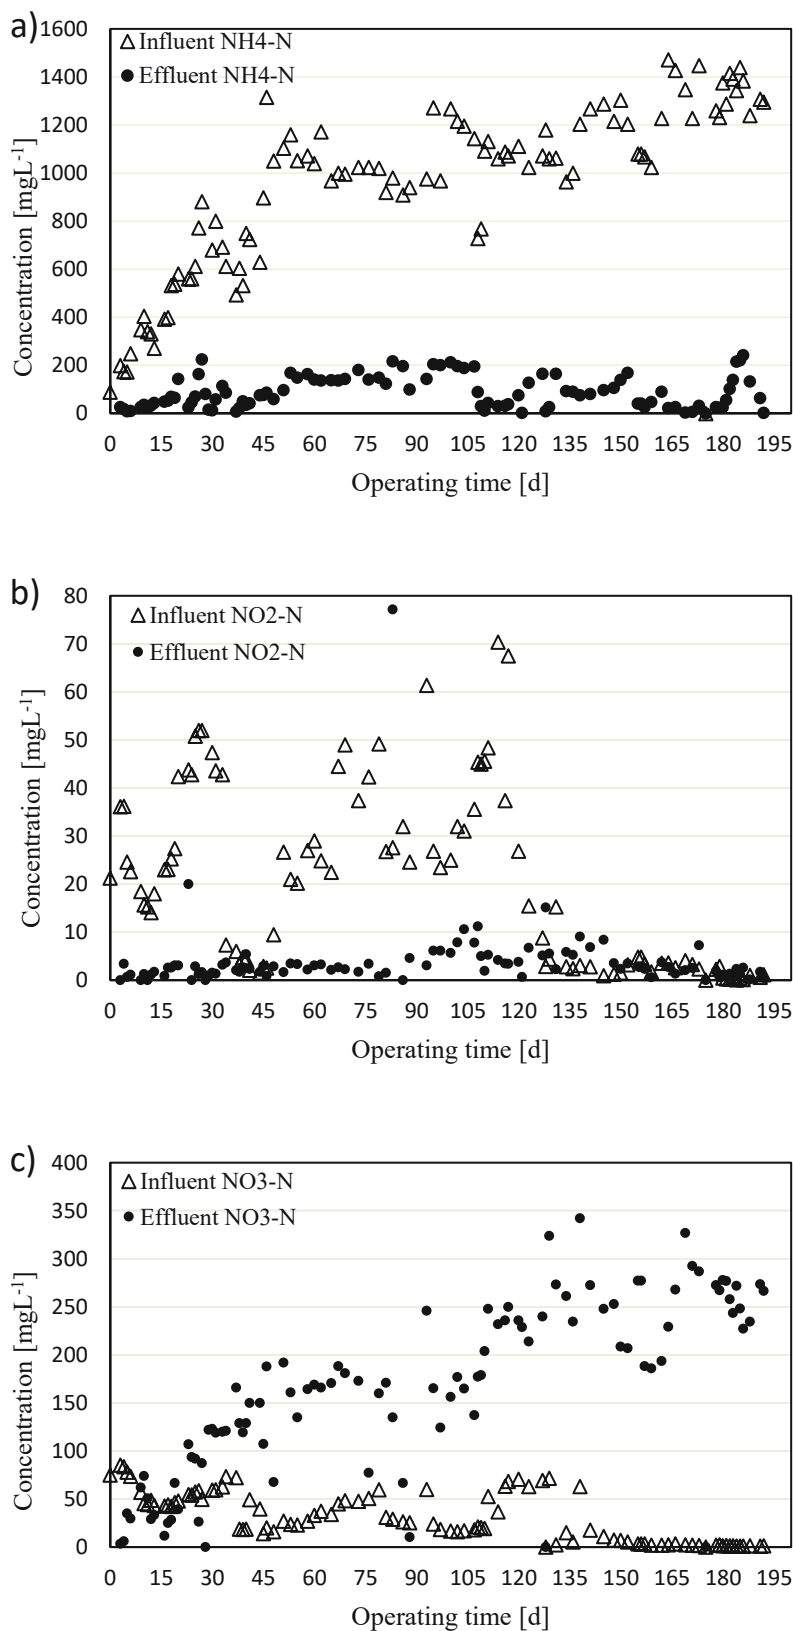 a)
1600
1400
1200
1000
800
600
400
200
0
Concentration [mgL-1]
Influent NH4-N
Effluent NH4-N
0 15 30 45 60 75 90 105 120 135 150 165 180 195
Operating time [d]
b)
80
70
60
50
40
30
20
10
0
Concentration [mgL-1]
Influent NO2-N
Effluent NO2-N
0 15 30 45 60 75 90 105 120 135 150 165 180 195
Operating time [d]
c)
400
350
300
250
200
150
100
50
0
Concentration [mgL-1]
Influent NO3-N
Effluent NO3-N
0 15 30 45 60 75 90 105 120 135 150 165 180 195
Operating time [d]